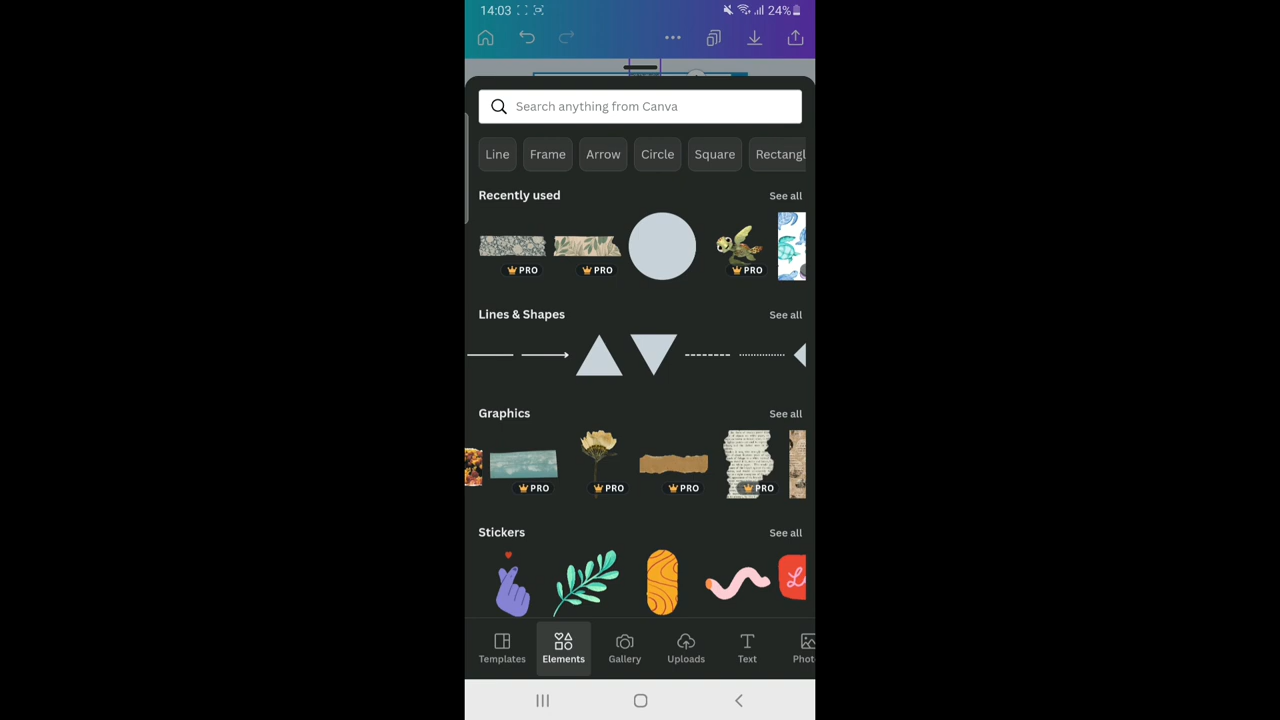 14:03
24%
Search anything from Canva
Line
Frame
Arrow
Circle
Square
Rectangl
Recently used
See all
PRO
PRO
PRO
Lines & Shapes
See all
Graphics
See all
PRO
PRO
PRO
PRO
Stickers
See all
Templates
Elements
Gallery
Uploads
Text
Phot